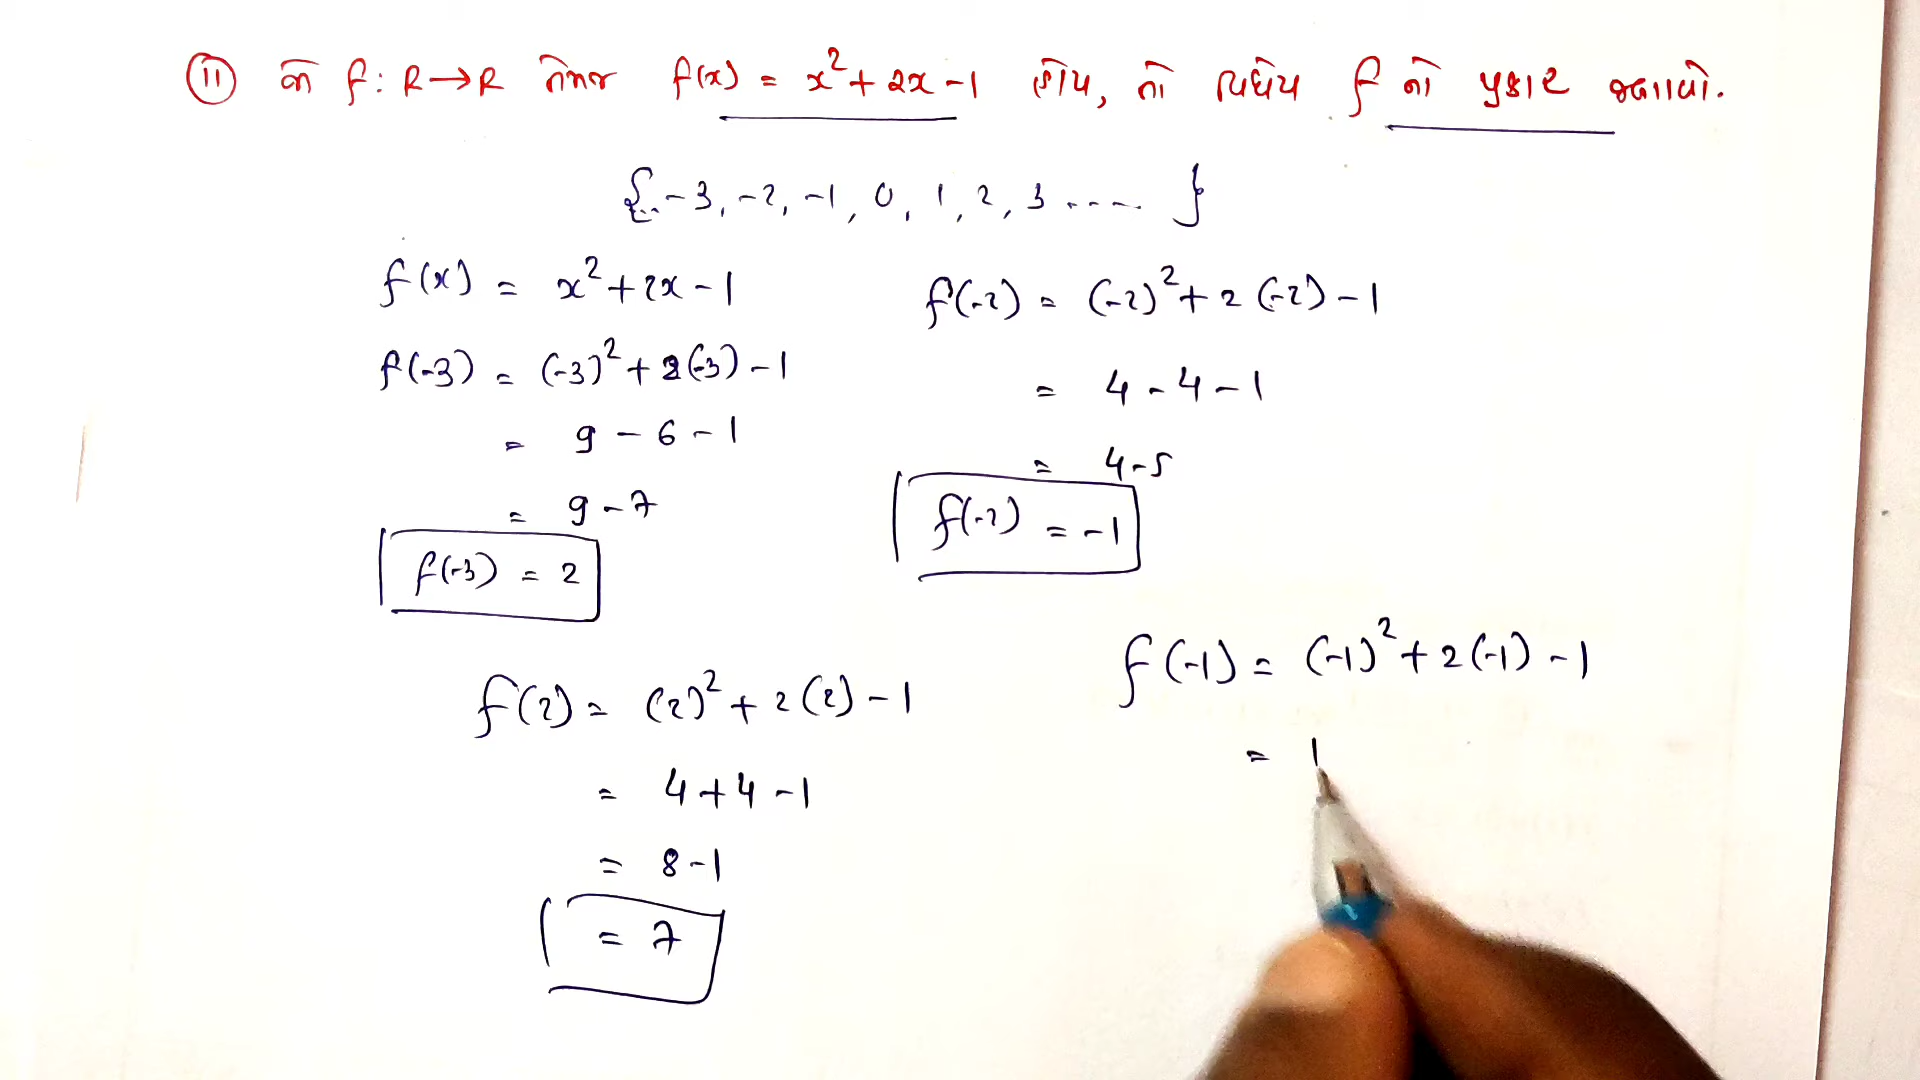 (11) જો f: R→R તેમજ f(x) = x² + 2x - 1 હોય, તો વિધેય f નો પ્રકાર જણાવો.
{... -3, -2, -1, 0, 1, 2, 3 ..... }
f(x) = x² + 2x - 1
f(-3) = (-3)² + 2(-3) - 1
= 9 - 6 - 1
= 9 - 7
f(-3) = 2
f(-2) = (-2)² + 2(-2) - 1
= 4 - 4 - 1
= 4 - 5
f(-2) = -1
f(2) = (2)² + 2(2) - 1
= 4 + 4 - 1
= 8 - 1
= 7
f(-1) = (-1)² + 2(-1) - 1
= 1